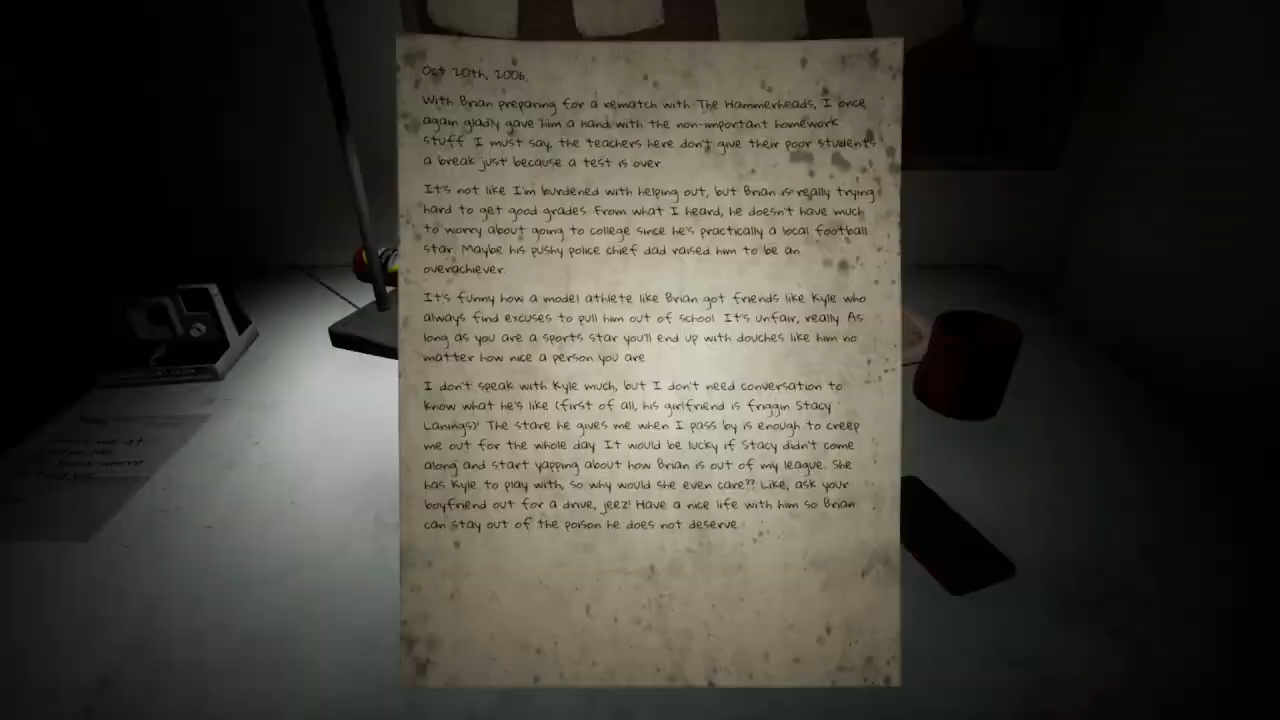 Oct 20th, 2006
With Brian preparing for a rematch with The Hammerheads, I once
again gladly gave him a hand with the non-important homework
stuff. I must say, the teachers here don't give their poor students
a break just because a test is over.
It's not like I'm burdened with helping out, but Brian is really trying
hard to get good grades. From what I heard, he doesn't have much
to worry about going to college since he's practically a local football
star. Maybe his pushy police chief dad raised him to be an
overachiever.
It's funny how a model athlete like Brian got friends like Kyle who
always find excuses to pull him out of school. It's unfair, really. As
long as you are a sports star you'll end up with douches like him no
matter how nice a person you are.
I don't speak with Kyle much, but I don't need conversation to
know what he's like (first of all, his girlfriend is friggin Stacy
Lanings)! The stare he gives me when I pass by is enough to creep
me out for the whole day. It would be lucky if Stacy didn't come
along and start yapping about how Brian is out of my league. She
has Kyle to play with, so why would she even care?? Like, ask your
boyfriend out for a drive, jeez! Have a nice life with him so Brian
can stay out of the poison he does not deserve.